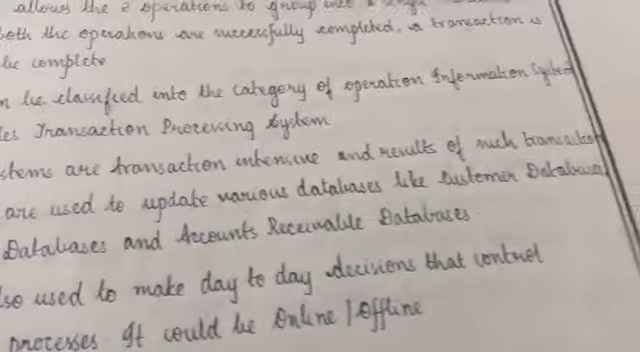 allows the 2 operations to group into a
both the operations are successfully completed, a transaction is
be complete
n be classified into the category of operation Information System
es Transaction Processing System
stems are transaction intensive and results of such transaction
are used to update various databases like Customer Databases
Databases and Accounts Receivable Databases
so used to make day to day decisions that control
processes It could be Online / Offline